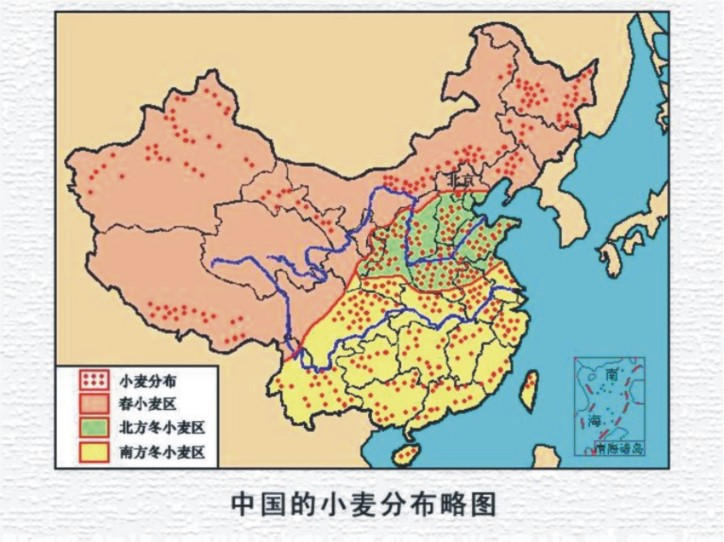 北京
小麦分布
春小麦区
北方冬小麦区
南方冬小麦区
南
海
南海诸岛
中国的小麦分布略图